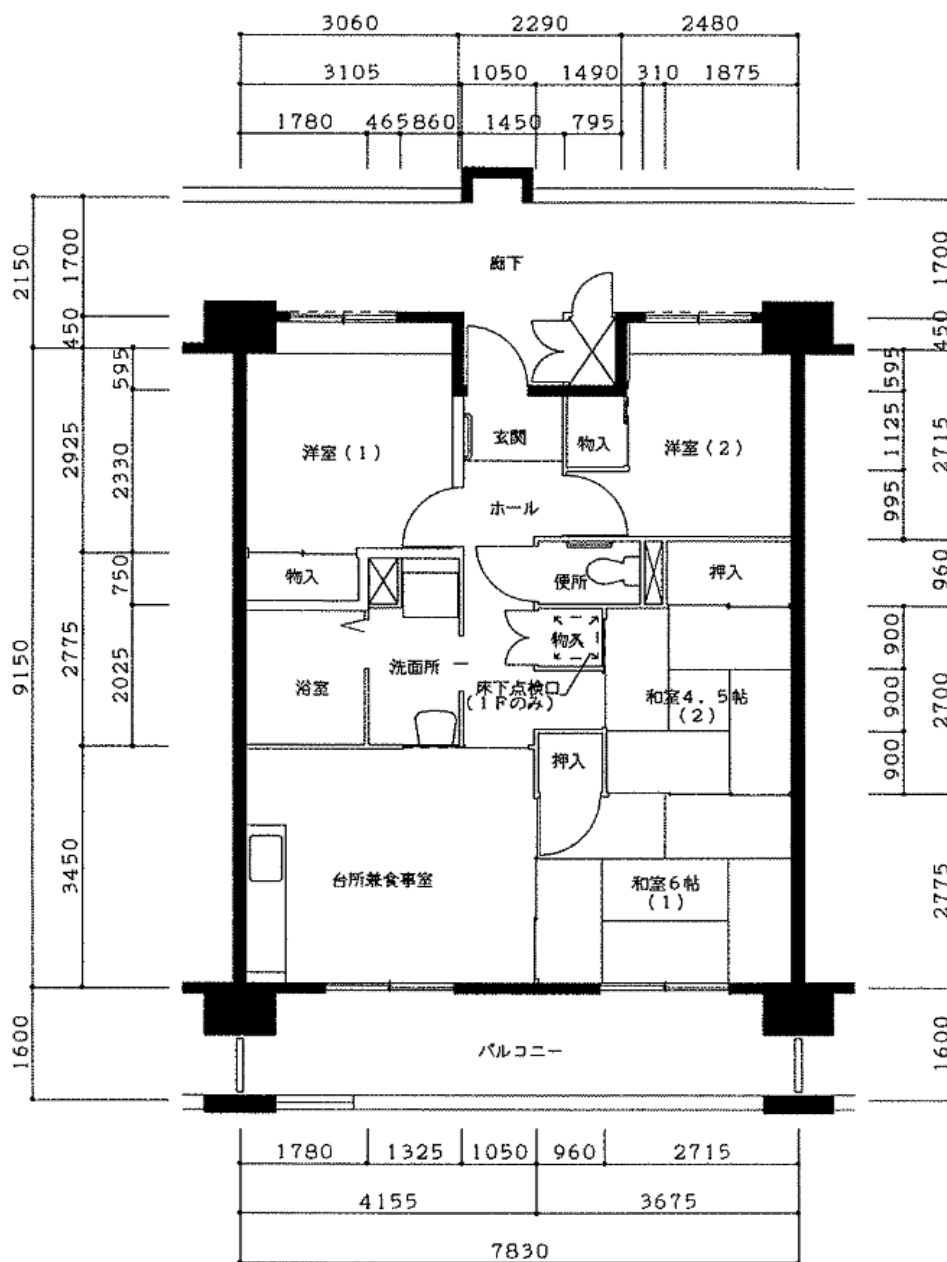 3060 2290 2480
3105 1050 1490 310 1875
1780 465 860 1450 795
2150
1700
450
595
2925
2330
750
9150
2775
2025
3450
1600
廊下
洋室(1)
玄関
物入
洋室(2)
ホール
物入
便所
押入
浴室
洗面所
物入
床下点検口
(1Fのみ)
和室4.5帖
(2)
押入
台所兼食事室
和室6帖
(1)
バルコニー
1700
450
595
1125
2715
995
960
900
900
2700
900
2775
1600
1780 1325 1050 960 2715
4155 3675
7830